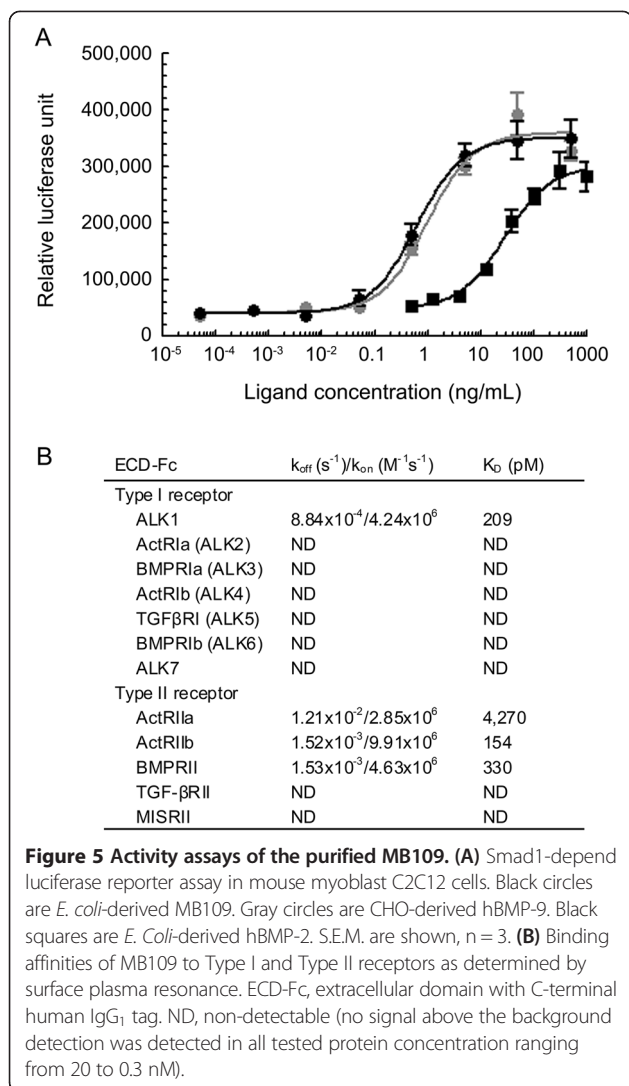 A
500,000
400,000
300,000
200,000
100,000
0
Relative luciferase unit
10⁻⁵ 10⁻⁴ 10⁻³ 10⁻² 0.1 1 10 100 1000
Ligand concentration (ng/mL)
B
ECD-Fc k<sub>off</sub> (s⁻¹)/k<sub>on</sub> (M⁻¹s⁻¹) K<sub>D</sub> (pM)
Type I receptor
ALK1 8.84x10⁻⁴/4.24x10⁶ 209
ActRIa (ALK2) ND ND
BMPRIa (ALK3) ND ND
ActRIb (ALK4) ND ND
TGFβRI (ALK5) ND ND
BMPRIb (ALK6) ND ND
ALK7 ND ND
Type II receptor
ActRIIa 1.21x10⁻²/2.85x10⁶ 4,270
ActRIIb 1.52x10⁻³/9.91x10⁶ 154
BMPRII 1.53x10⁻³/4.63x10⁶ 330
TGF-βRII ND ND
MISRII ND ND
Figure 5 Activity assays of the purified MB109. (A) Smad1-depend
luciferase reporter assay in mouse myoblast C2C12 cells. Black circles
are E. coli-derived MB109. Gray circles are CHO-derived hBMP-9. Black
squares are E. Coli-derived hBMP-2. S.E.M. are shown, n = 3. (B) Binding
affinities of MB109 to Type I and Type II receptors as determined by
surface plasma resonance. ECD-Fc, extracellular domain with C-terminal
human IgG₁ tag. ND, non-detectable (no signal above the background
detection was detected in all tested protein concentration ranging
from 20 to 0.3 nM).